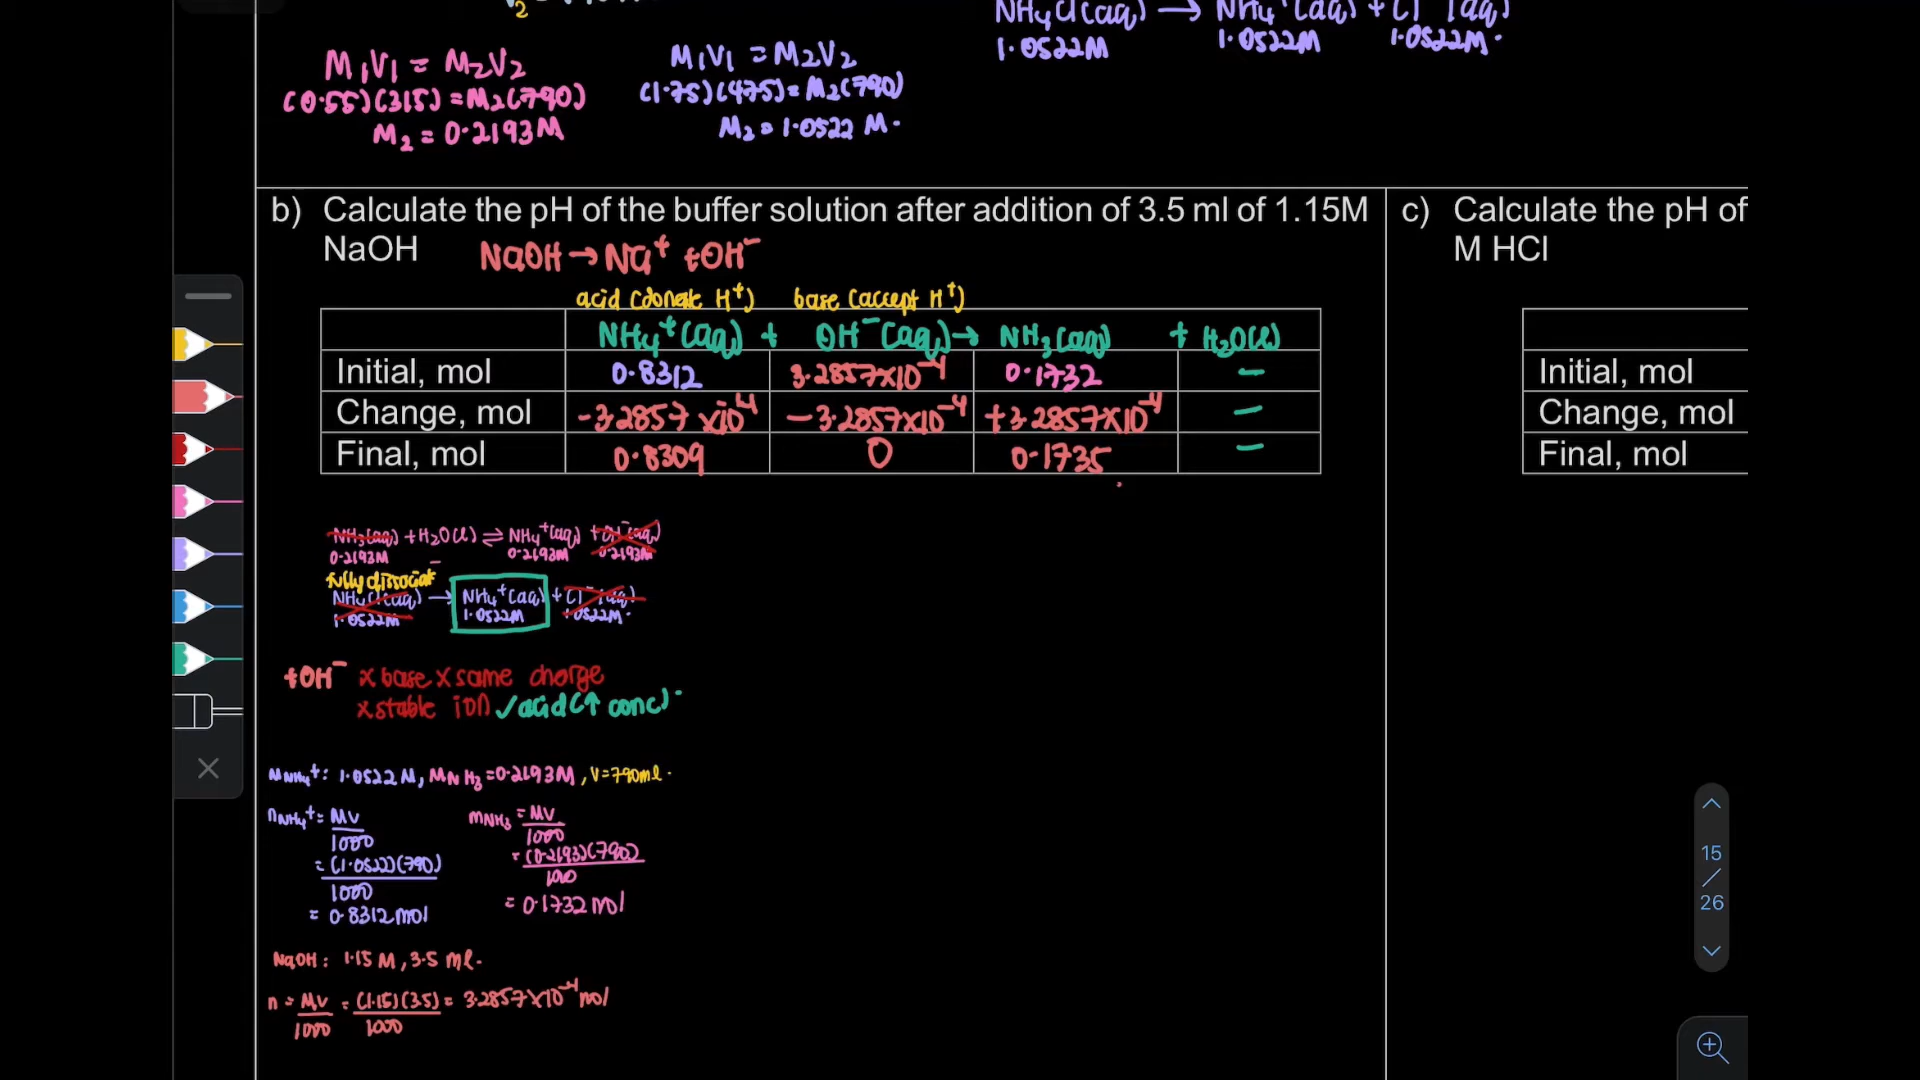 NH₄Cl(aq) → NH₄⁺(aq) + Cl⁻(aq)
1.0522M 1.0522M 1.0522M.
M₁V₁ = M₂V₂
(0.55)(315) = M₂(790)
M₂ = 0.2193M
M₁V₁ = M₂V₂
(1.75)(475) = M₂(790)
M₂ = 1.0522 M.
b) Calculate the pH of the buffer solution after addition of 3.5 ml of 1.15M
NaOH NaOH → Na⁺ + OH⁻
acid (donate H⁺) base (accept H⁺)
NH₄⁺(aq) + OH⁻(aq) → NH₃(aq) + H₂O(l)
Initial, mol 0.8312 3.2857×10⁻⁴ 0.1732 –
Change, mol -3.2857×10⁻⁴ -3.2857×10⁻⁴ +3.2857×10⁻⁴ –
Final, mol 0.8309 0 0.1735 –
NH₃(aq) + H₂O(l) ⇌ NH₄⁺(aq) + OH⁻(aq)
0.2193M 0.2193M 0.2193M
fully dissociate
NH₄Cl(aq) → NH₄⁺(aq) + Cl⁻(aq)
1.0522M 1.0522M 1.0522M.
+OH⁻ x base x same charge
x stable ion ✓acid(↑ conc).
M NH₄⁺: 1.0522 M, M NH₃ = 0.2193M, V=790ml.
n NH₄⁺ = MV/1000
= (1.0522)(790)/1000
= 0.8312mol
m NH₃ = MV/1000
= (0.2193)(790)/1000
= 0.1732 mol
NaOH: 1.15 M, 3.5 ml.
n = MV/1000 = (1.15)(3.5)/1000 = 3.2857×10⁻⁴ mol
c) Calculate the pH of
M HCl
Initial, mol
Change, mol
Final, mol
15
/
26